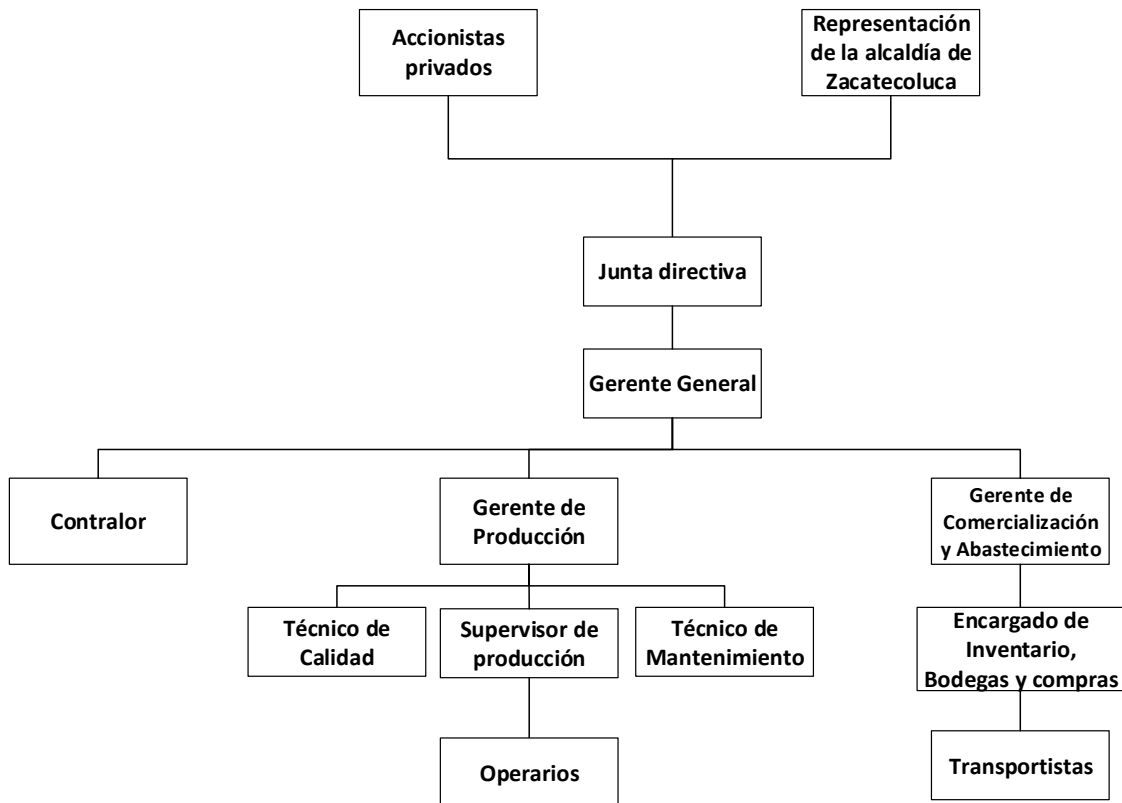 Accionistas
privados
Representación
de la alcaldía de
Zacatecoluca
Junta directiva
Gerente General
Contralor
Gerente de
Producción
Gerente de
Comercialización
y Abastecimiento
Técnico de
Calidad
Supervisor de
producción
Técnico de
Mantenimiento
Encargado de
Inventario,
Bodegas y compras
Operarios
Transportistas